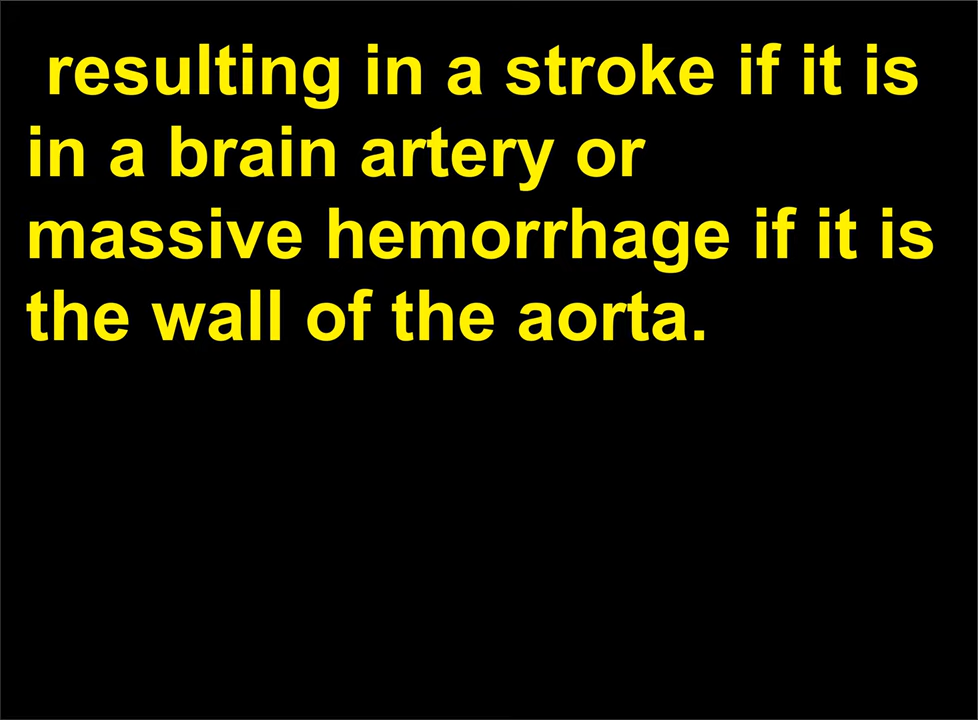 resulting in a stroke if it is
in a brain artery or
massive hemorrhage if it is
the wall of the aorta.